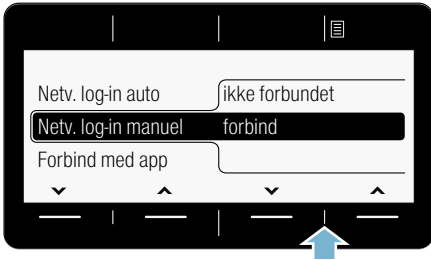 Netv. log-in auto ikke forbundet
Netv. log-in manuel forbind
Forbind med app